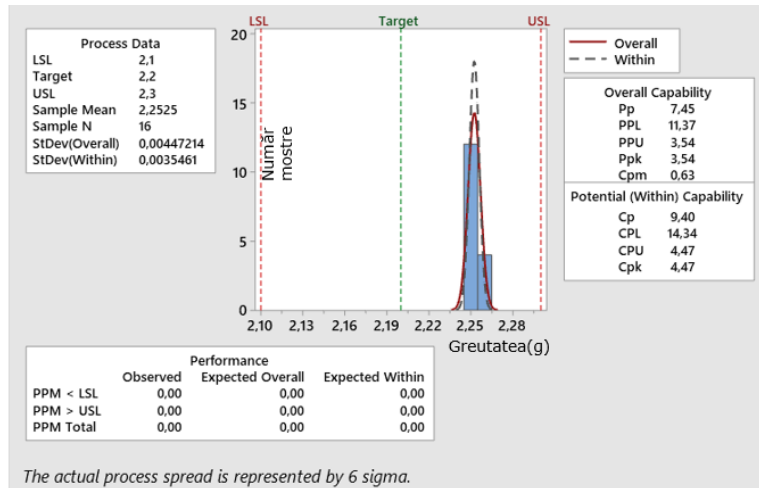 Process Data
LSL 2,1
Target 2,2
USL 2,3
Sample Mean 2,2525
Sample N 16
StDev(Overall) 0,00447214
StDev(Within) 0,0035461
LSL Target USL
20
15
10
5
0
Număr
mostre
2,10 2,13 2,16 2,19 2,22 2,25 2,28
Greutatea(g)
Overall
Within
Overall Capability
Pp 7,45
PPL 11,37
PPU 3,54
Ppk 3,54
Cpm 0,63
Potential (Within) Capability
Cp 9,40
CPL 14,34
CPU 4,47
Cpk 4,47
Performance
Observed Expected Overall Expected Within
PPM < LSL 0,00 0,00 0,00
PPM > USL 0,00 0,00 0,00
PPM Total 0,00 0,00 0,00
The actual process spread is represented by 6 sigma.